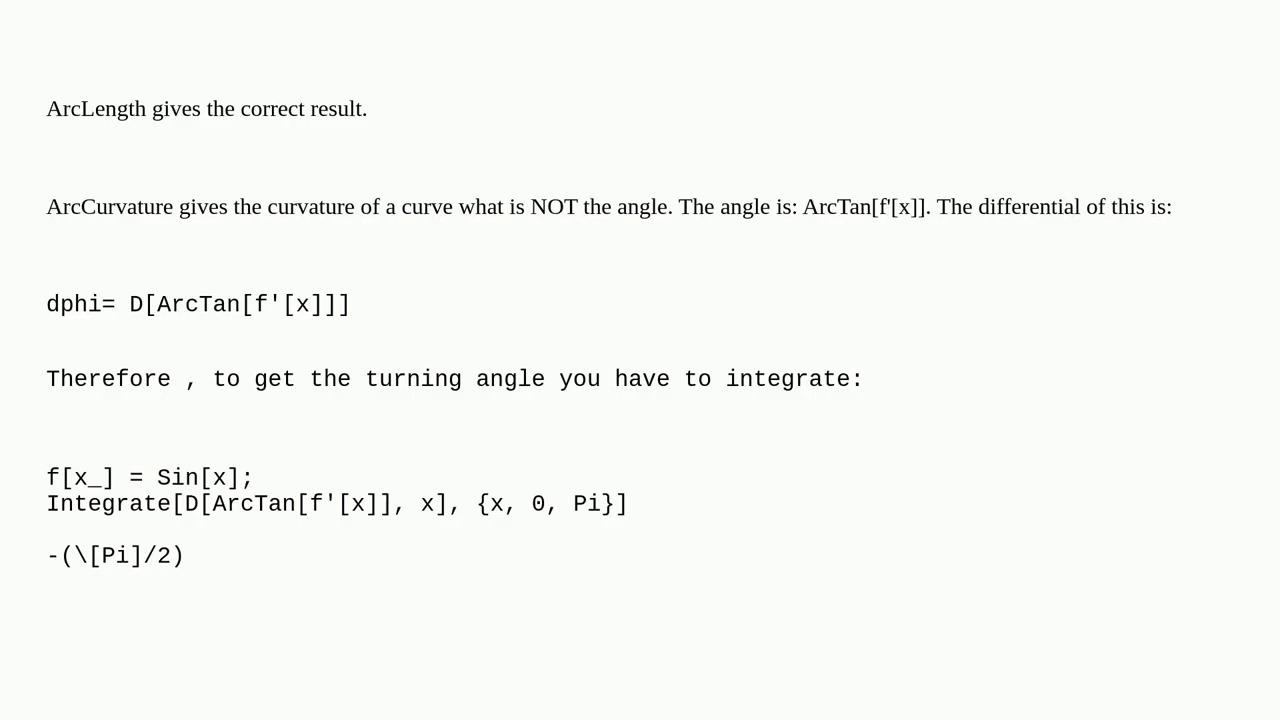 ArcLength gives the correct result.
ArcCurvature gives the curvature of a curve what is NOT the angle. The angle is: ArcTan[f'[x]]. The differential of this is:
dphi= D[ArcTan[f'[x]]]
Therefore , to get the turning angle you have to integrate:
f[x_] = Sin[x];
Integrate[D[ArcTan[f'[x]], x], {x, 0, Pi}]
-(\[Pi]/2)